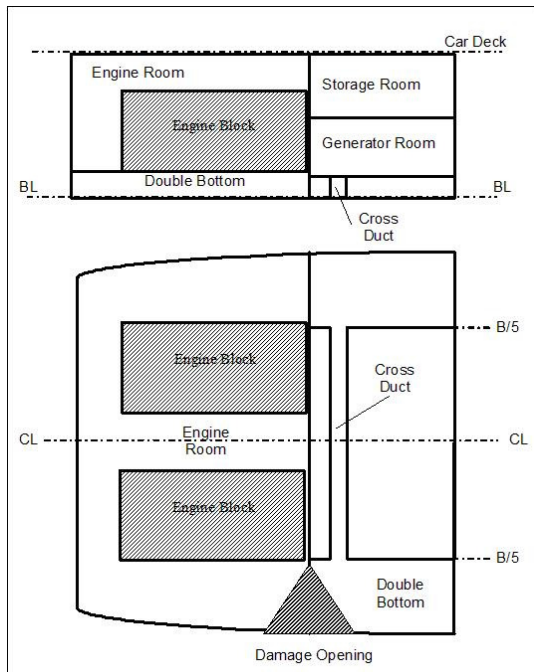 Car Deck
Engine Room
Storage Room
Engine Block
Generator Room
Double Bottom
BL
BL
Cross
Duct
B/5
Engine Block
Cross
Duct
CL
Engine
Room
CL
Engine Block
B/5
Double
Bottom
Damage Opening